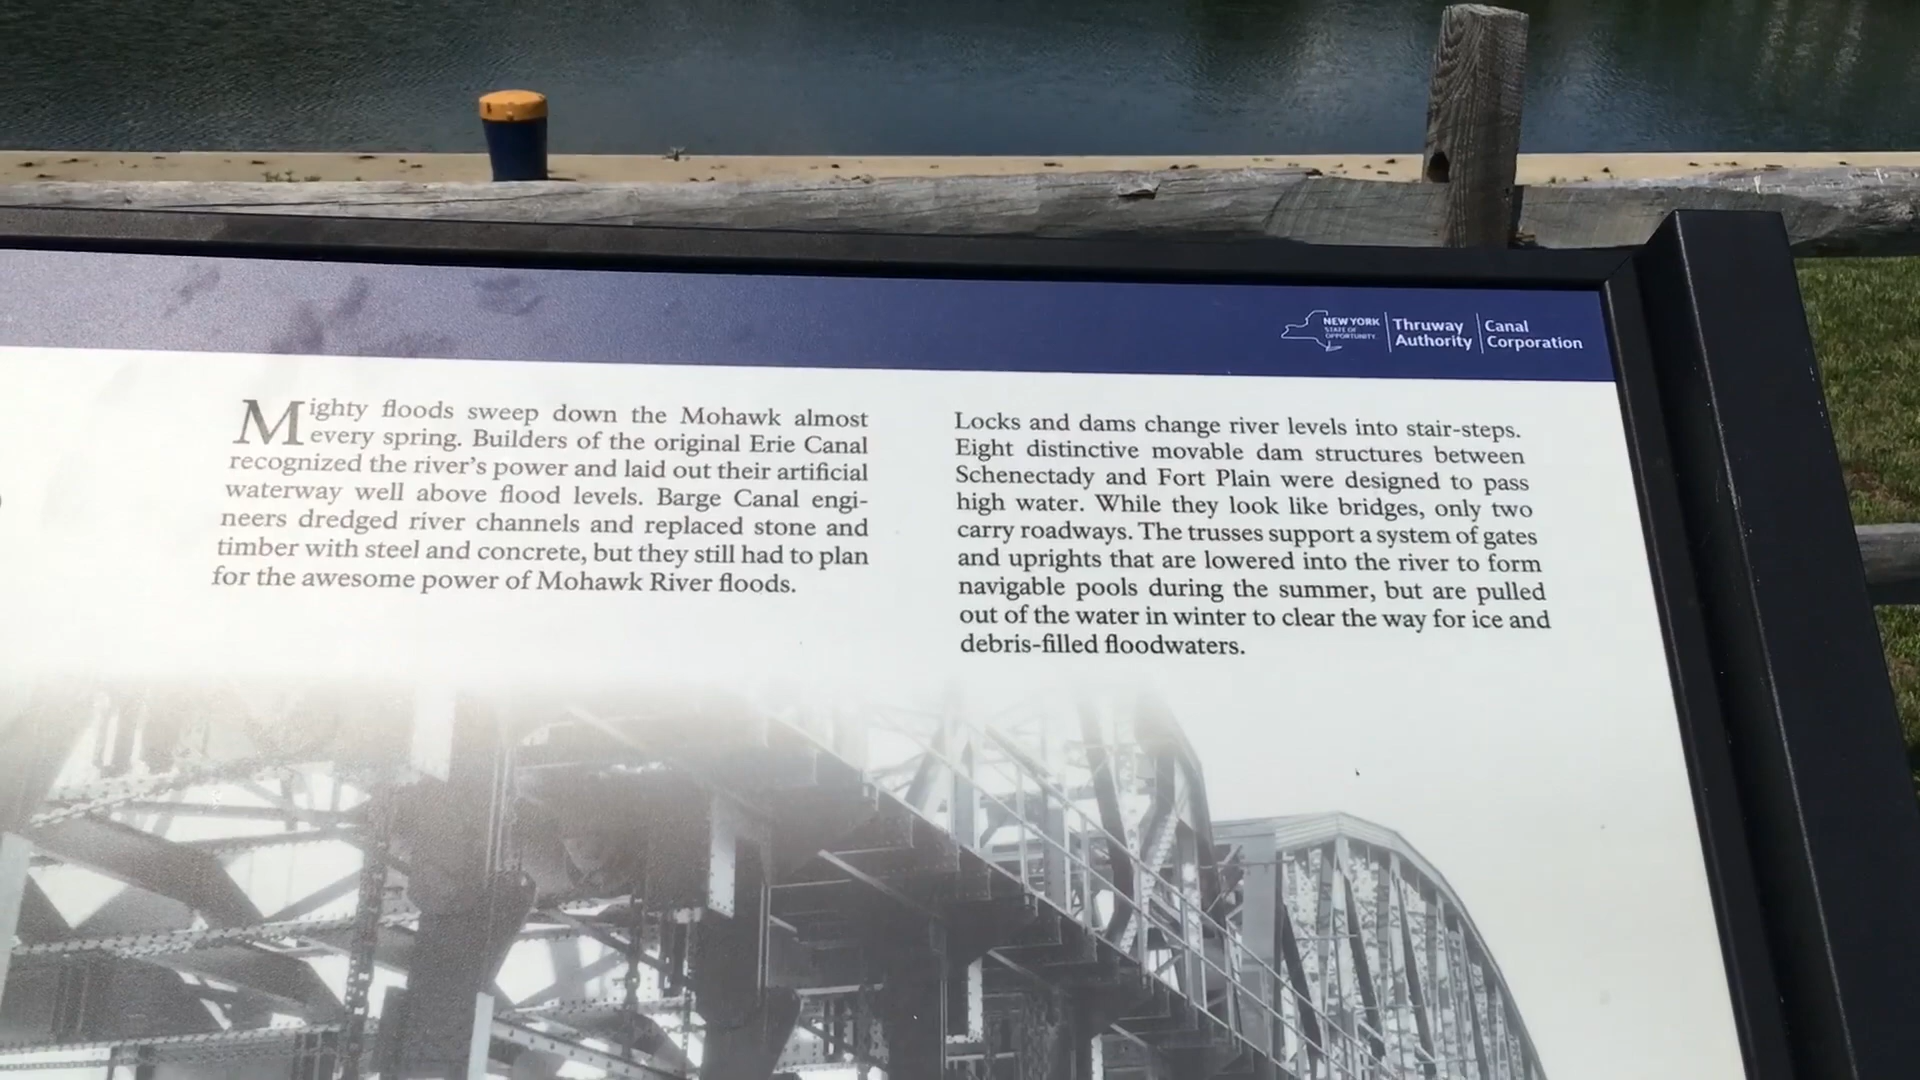 NEW YORK
STATE OF
OPPORTUNITY.
Thruway
Authority
Canal
Corporation
Mighty floods sweep down the Mohawk almost
every spring. Builders of the original Erie Canal
recognized the river's power and laid out their artificial
waterway well above flood levels. Barge Canal engi-
neers dredged river channels and replaced stone and
timber with steel and concrete, but they still had to plan
for the awesome power of Mohawk River floods.
Locks and dams change river levels into stair-steps.
Eight distinctive movable dam structures between
Schenectady and Fort Plain were designed to pass
high water. While they look like bridges, only two
carry roadways. The trusses support a system of gates
and uprights that are lowered into the river to form
navigable pools during the summer, but are pulled
out of the water in winter to clear the way for ice and
debris-filled floodwaters.